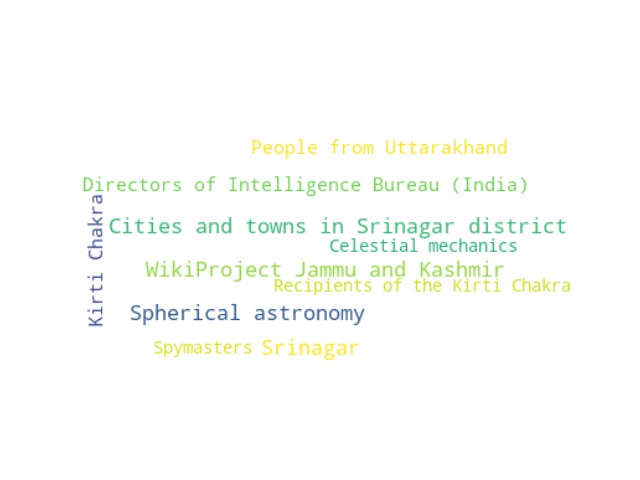 People from Uttarakhand
Directors of Intelligence Bureau (India)
Kirti Chakra
Cities and towns in Srinagar district
Celestial mechanics
WikiProject Jammu and Kashmir
Recipients of the Kirti Chakra
Spherical astronomy
Spymasters
Srinagar